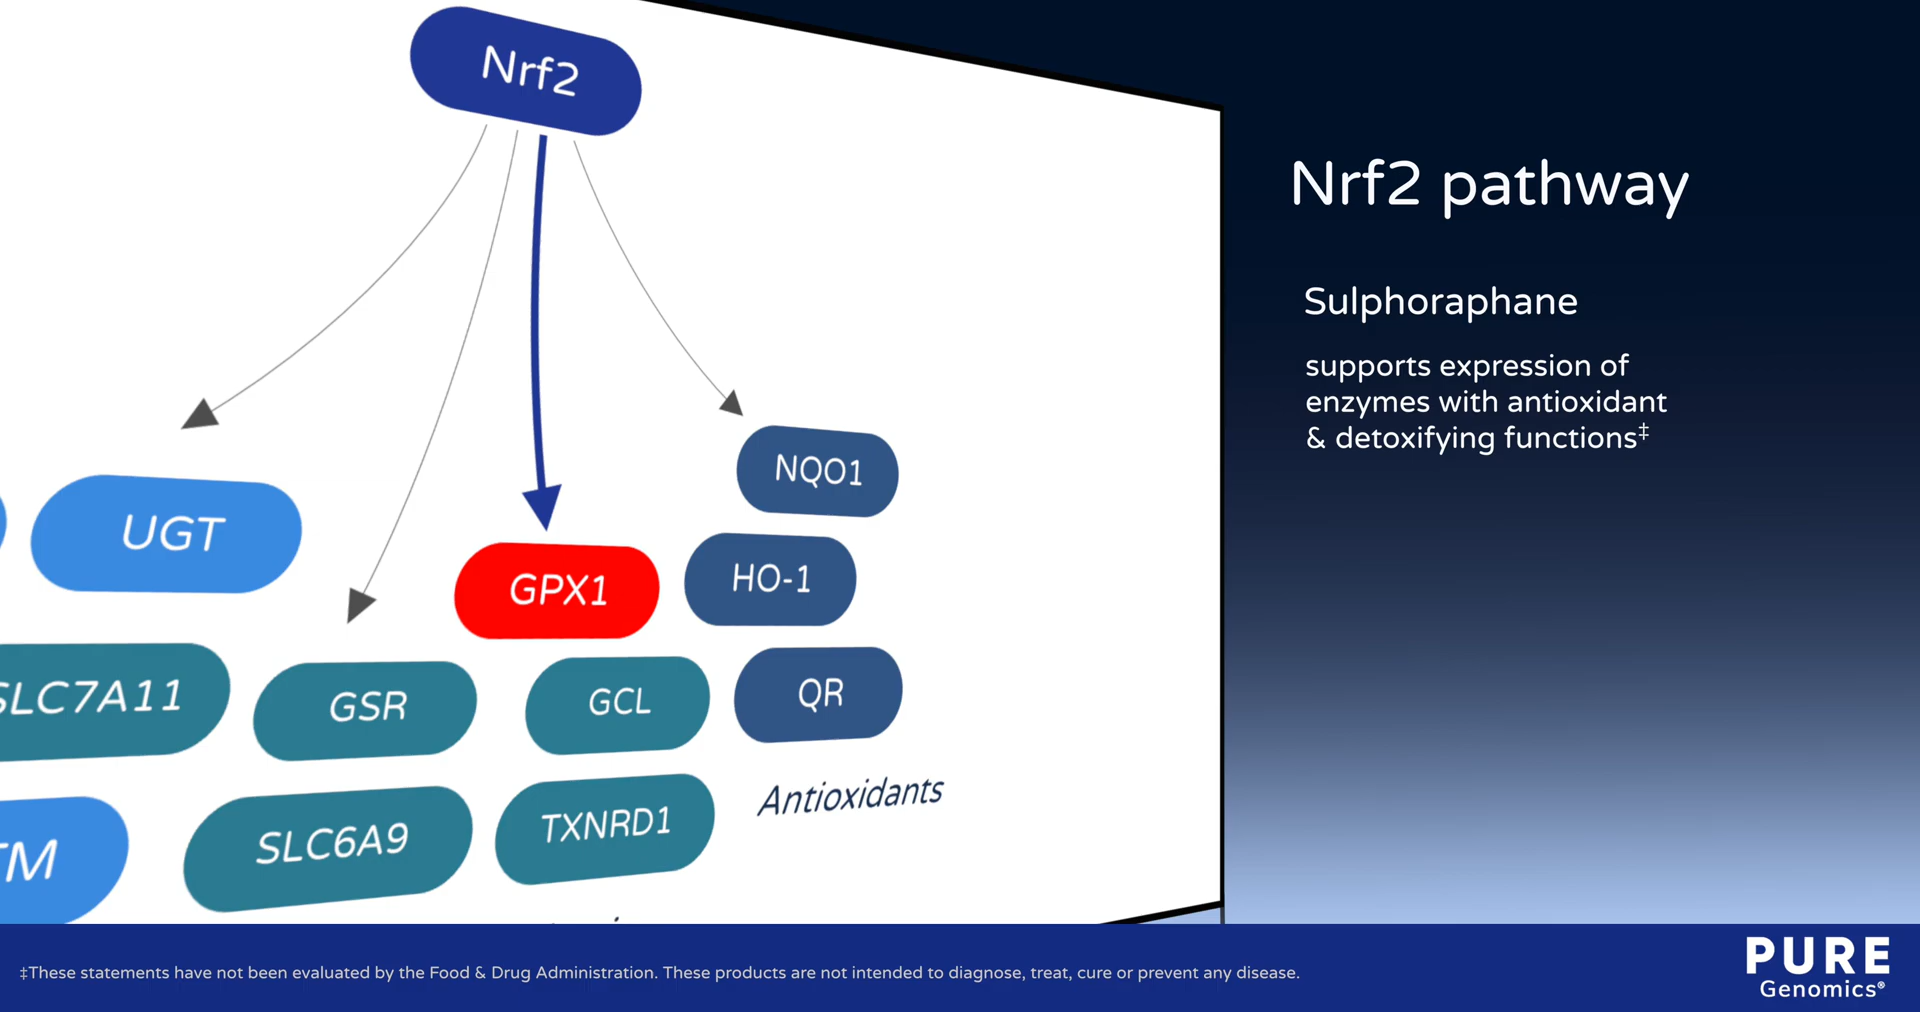 Nrf2
Nrf2 pathway
Sulphoraphane
supports expression of
enzymes with antioxidant
& detoxifying functions‡
NQO1
UGT
GPX1
HO-1
SLC7A11
GSR
GCL
QR
Antioxidants
SLC6A9
TXNRD1
TM
‡These statements have not been evaluated by the Food & Drug Administration. These products are not intended to diagnose, treat, cure or prevent any disease.
PURE
Genomics®